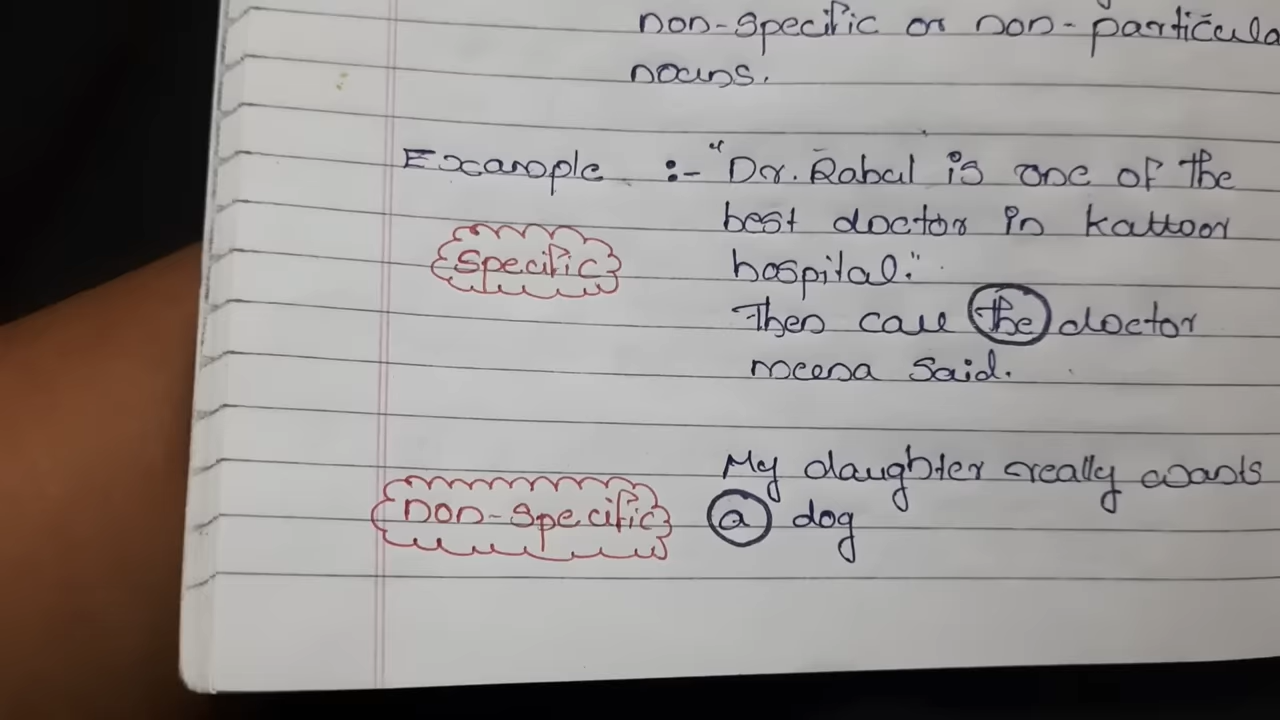 non-specific or non-particula
nouns.
Example :- "Dr. Rahul is one of the
best doctor in kattoor
hospital."
Then call the doctor
meena said.
specific
My daughter really wants
non-specific a dog